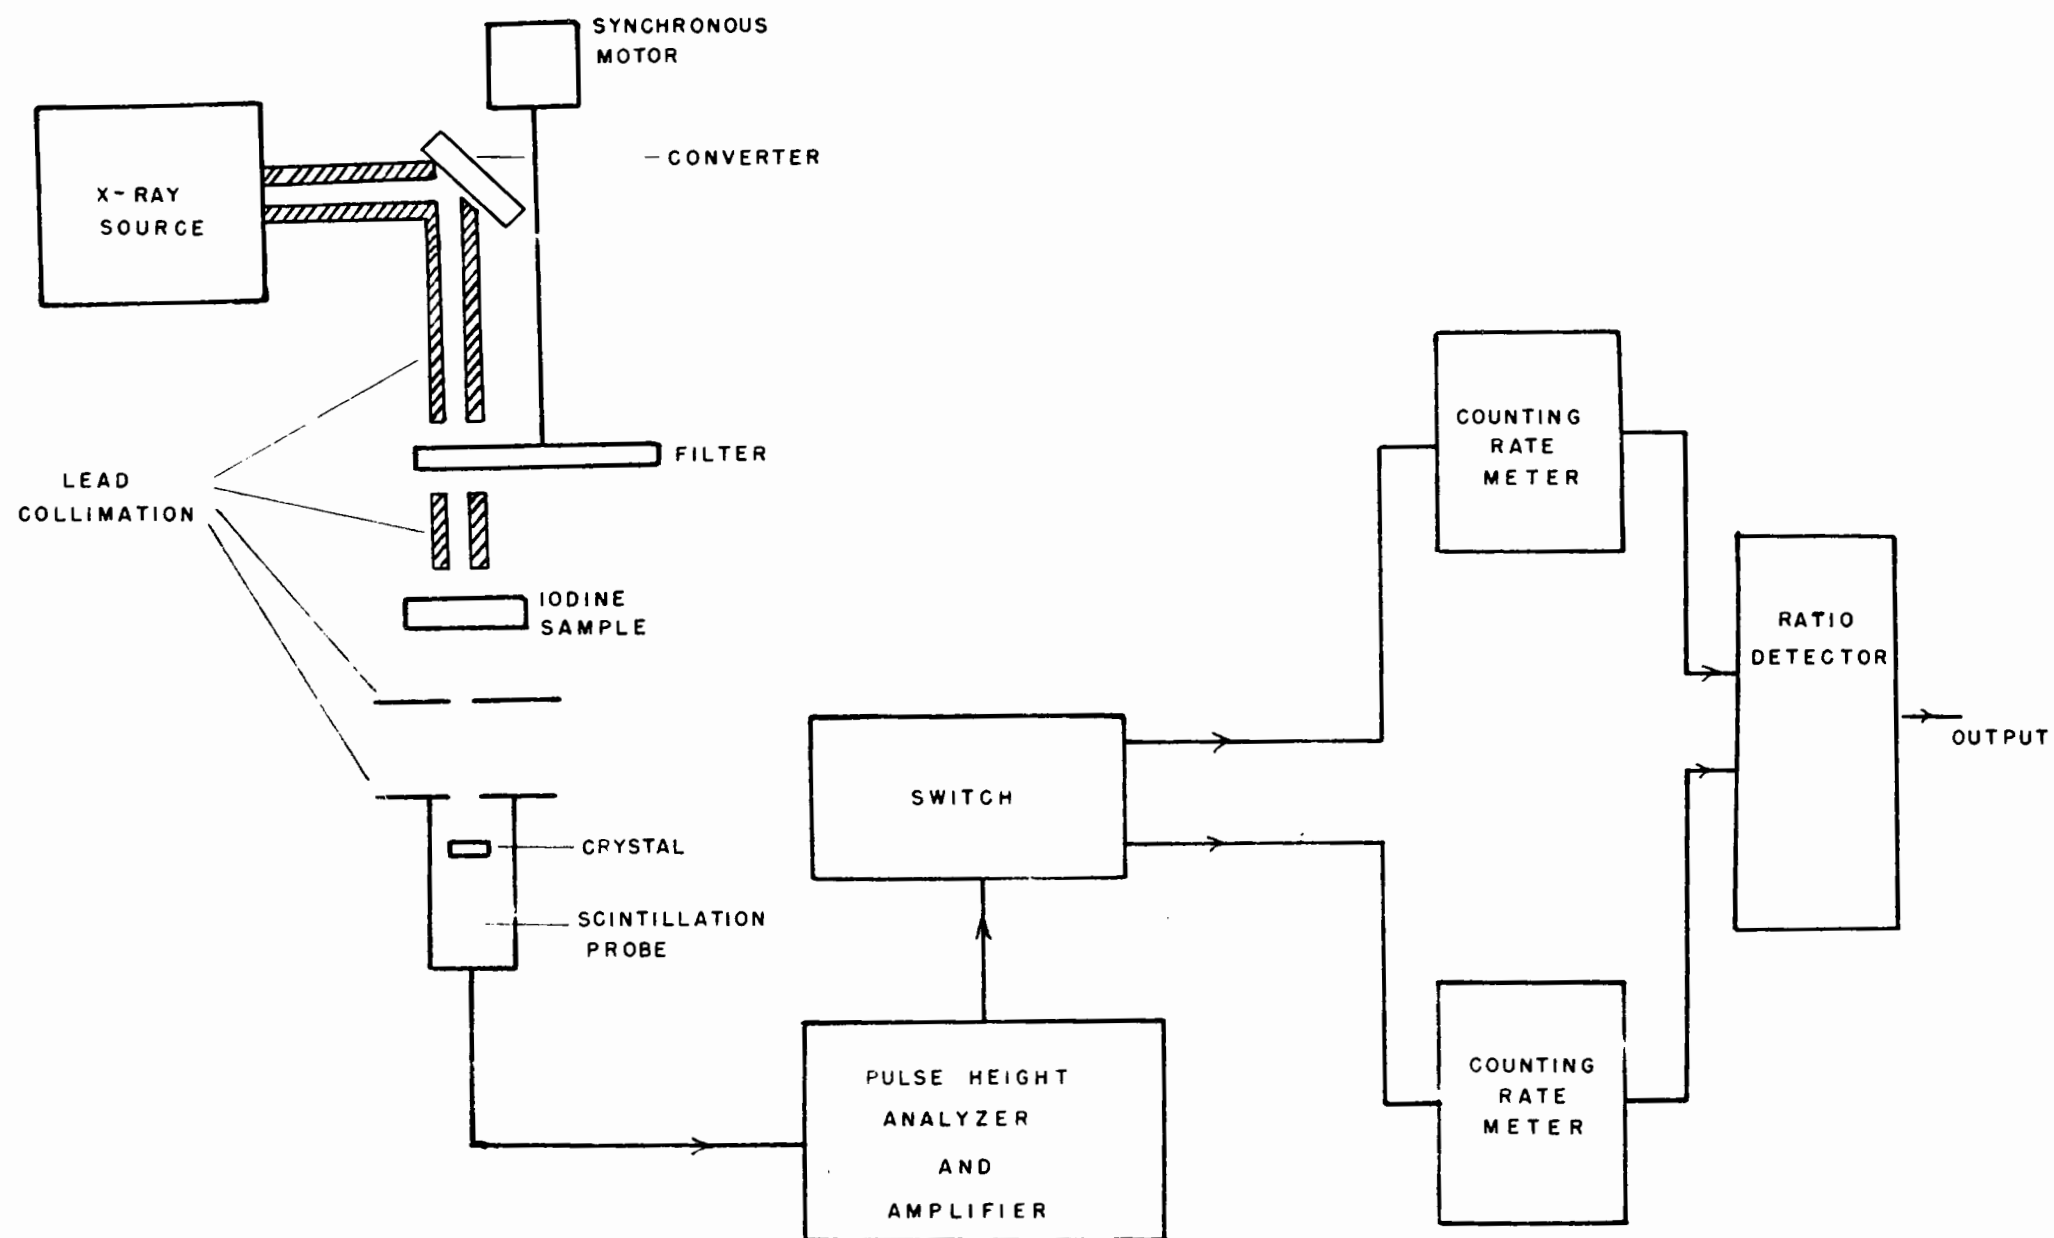 SYNCHRONOUS
MOTOR
CONVERTER
X-RAY
SOURCE
FILTER
LEAD
COLLIMATION
IODINE
SAMPLE
CRYSTAL
SCINTILLATION
PROBE
PULSE HEIGHT
ANALYZER
AND
AMPLIFIER
SWITCH
COUNTING
RATE
METER
COUNTING
RATE
METER
RATIO
DETECTOR
OUTPUT